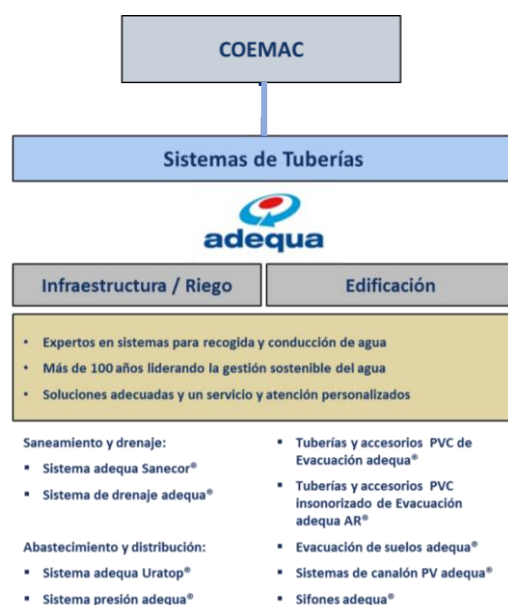 COEMAC
Sistemas de Tuberías
adequa
Infraestructura / Riego
Edificación
• Expertos en sistemas para recogida y conducción de agua
• Más de 100 años liderando la gestión sostenible del agua
• Soluciones adecuadas y un servicio y atención personalizados
Saneamiento y drenaje:
▪ Sistema adequa Sanecor®
▪ Sistema de drenaje adequa®
Abastecimiento y distribución:
▪ Sistema adequa Uratop®
▪ Sistema presión adequa®
▪ Tuberías y accesorios PVC de
Evacuación adequa®
▪ Tuberías y accesorios PVC
insonorizado de Evacuación
adequa AR®
▪ Evacuación de suelos adequa®
▪ Sistemas de canalón PV adequa®
▪ Sifones adequa®